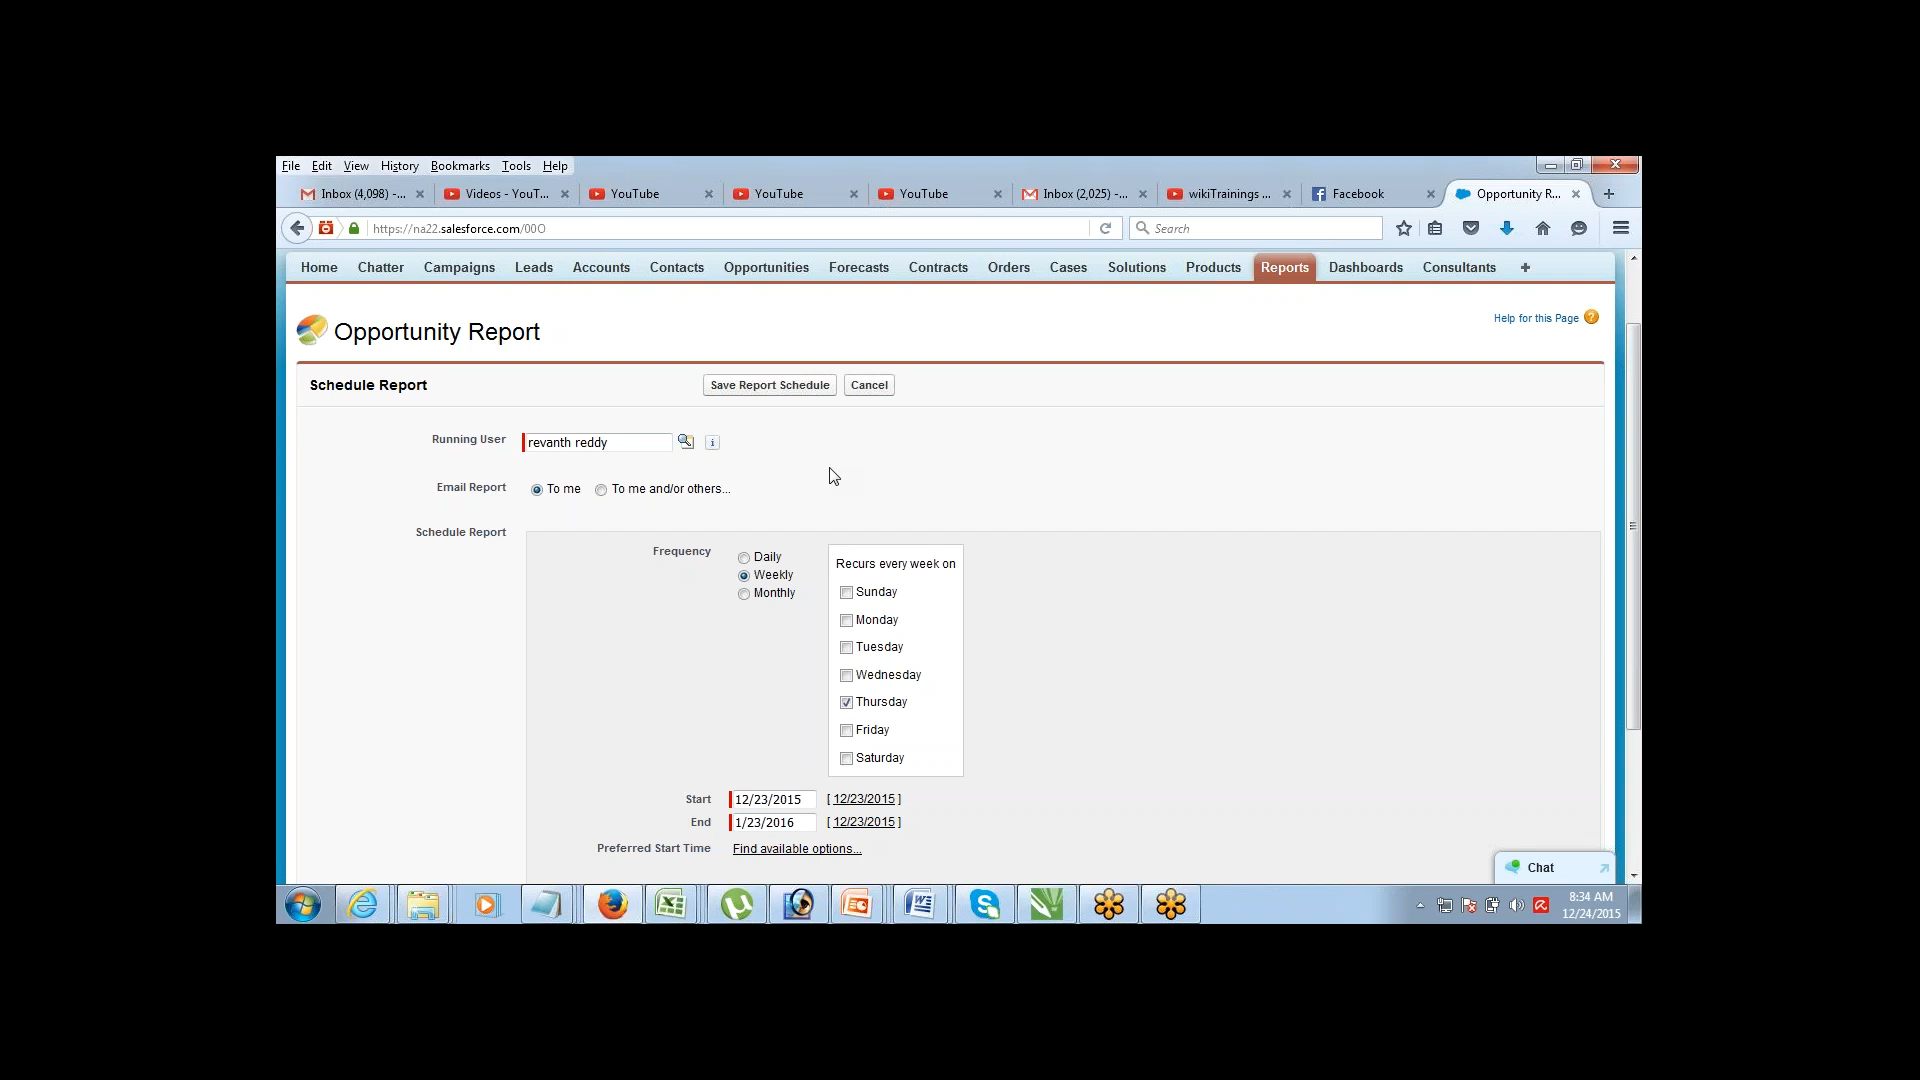 File Edit View History Bookmarks Tools Help
Inbox (4,098) -... Videos - YouT... YouTube YouTube YouTube Inbox (2,025) -... wikiTrainings ... Facebook Opportunity R...
https://na22.salesforce.com/00O Search
Home Chatter Campaigns Leads Accounts Contacts Opportunities Forecasts Contracts Orders Cases Solutions Products Reports Dashboards Consultants +
Help for this Page ?
Opportunity Report
Schedule Report Save Report Schedule Cancel
Running User revanth reddy i
Email Report To me To me and/or others...
Schedule Report
Frequency Daily
Weekly
Monthly
Recurs every week on
Sunday
Monday
Tuesday
Wednesday
Thursday
Friday
Saturday
Start 12/23/2015 [ 12/23/2015 ]
End 1/23/2016 [ 12/23/2015 ]
Preferred Start Time Find available options...
Chat
8:34 AM
12/24/2015